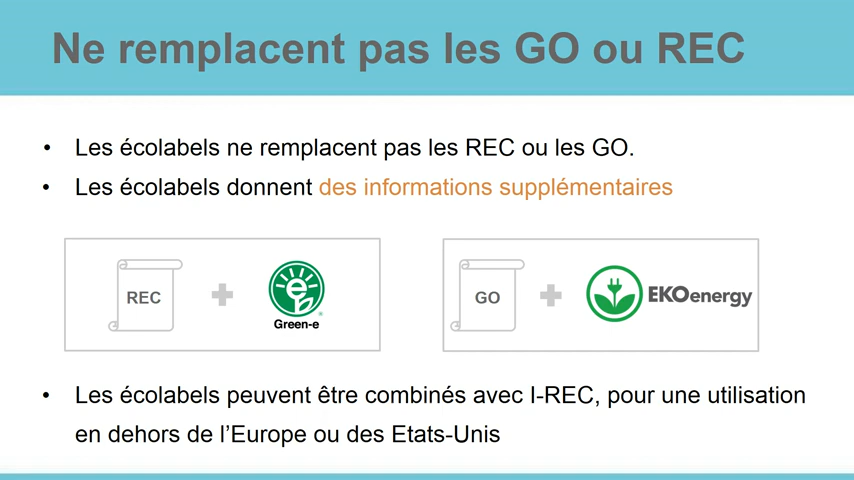 Ne remplacent pas les GO ou REC
• Les écolabels ne remplacent pas les REC ou les GO.
• Les écolabels donnent des informations supplémentaires
REC
Green-e
GO
EKOenergy
• Les écolabels peuvent être combinés avec I-REC, pour une utilisation
en dehors de l’Europe ou des Etats-Unis